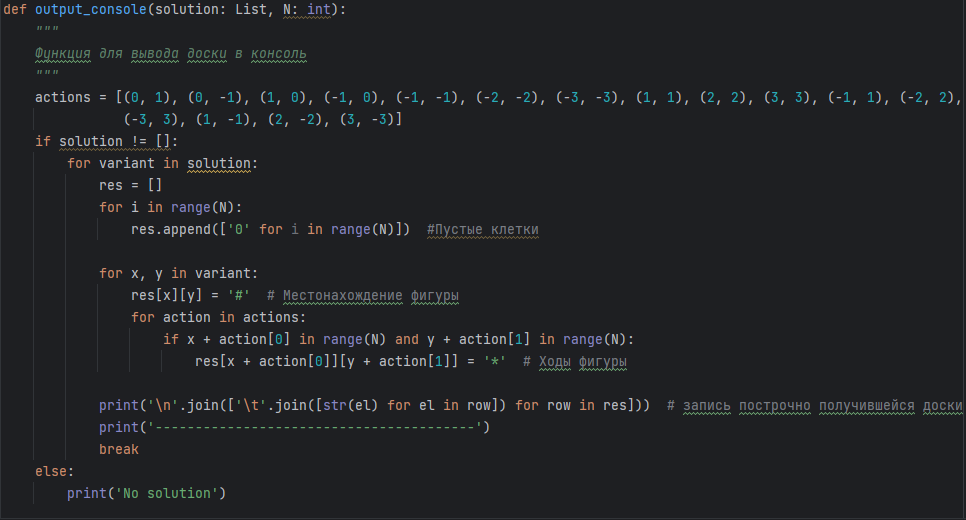 def output_console(solution: List, N: int):
    """
    Функция для вывода доски в консоль
    """
    actions = [(0, 1), (0, -1), (1, 0), (-1, 0), (-1, -1), (-2, -2), (-3, -3), (1, 1), (2, 2), (3, 3), (-1, 1), (-2, 2),
               (-3, 3), (1, -1), (2, -2), (3, -3)]
    if solution != []:
        for variant in solution:
            res = []
            for i in range(N):
                res.append(['0' for i in range(N)])  #Пустые клетки

            for x, y in variant:
                res[x][y] = '#'  # Местонахождение фигуры
                for action in actions:
                    if x + action[0] in range(N) and y + action[1] in range(N):
                        res[x + action[0]][y + action[1]] = '*'  # Ходы фигуры

            print('\n'.join(['\t'.join([str(el) for el in row]) for row in res]))  # запись построчно получившейся доски
            print('----------------------------------------')
            break
    else:
        print('No solution')